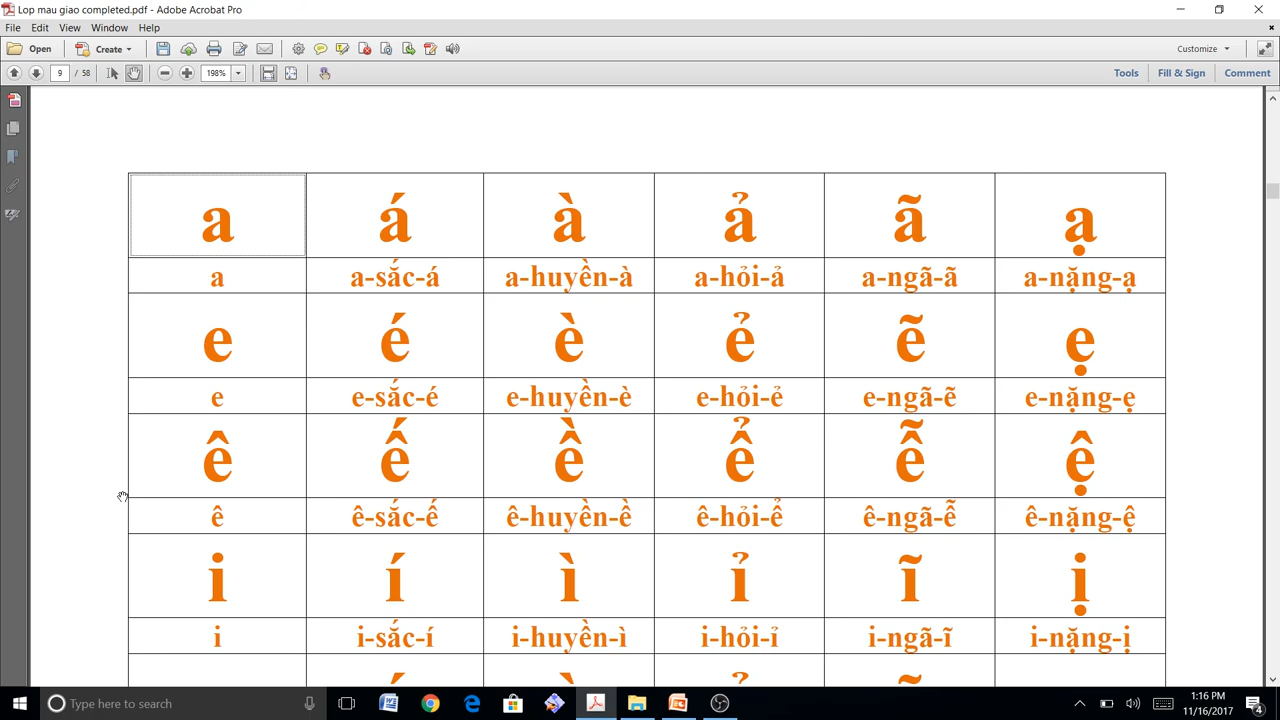 Lop mau giao completed.pdf - Adobe Acrobat Pro
File Edit View Window Help
Open Create Customize
9 / 58 198% Tools Fill & Sign Comment
a á à ả ã ạ
a a-sắc-á a-huyền-à a-hỏi-ả a-ngã-ã a-nặng-ạ
e é è ẻ ẽ ẹ
e e-sắc-é e-huyền-è e-hỏi-ẻ e-ngã-ẽ e-nặng-ẹ
ê ế ề ể ễ ệ
ê ê-sắc-ế ê-huyền-ề ê-hỏi-ể ê-ngã-ễ ê-nặng-ệ
i í ì ỉ ĩ ị
i i-sắc-í i-huyền-ì i-hỏi-ỉ i-ngã-ĩ i-nặng-ị
Type here to search
1:16 PM
11/16/2017
4